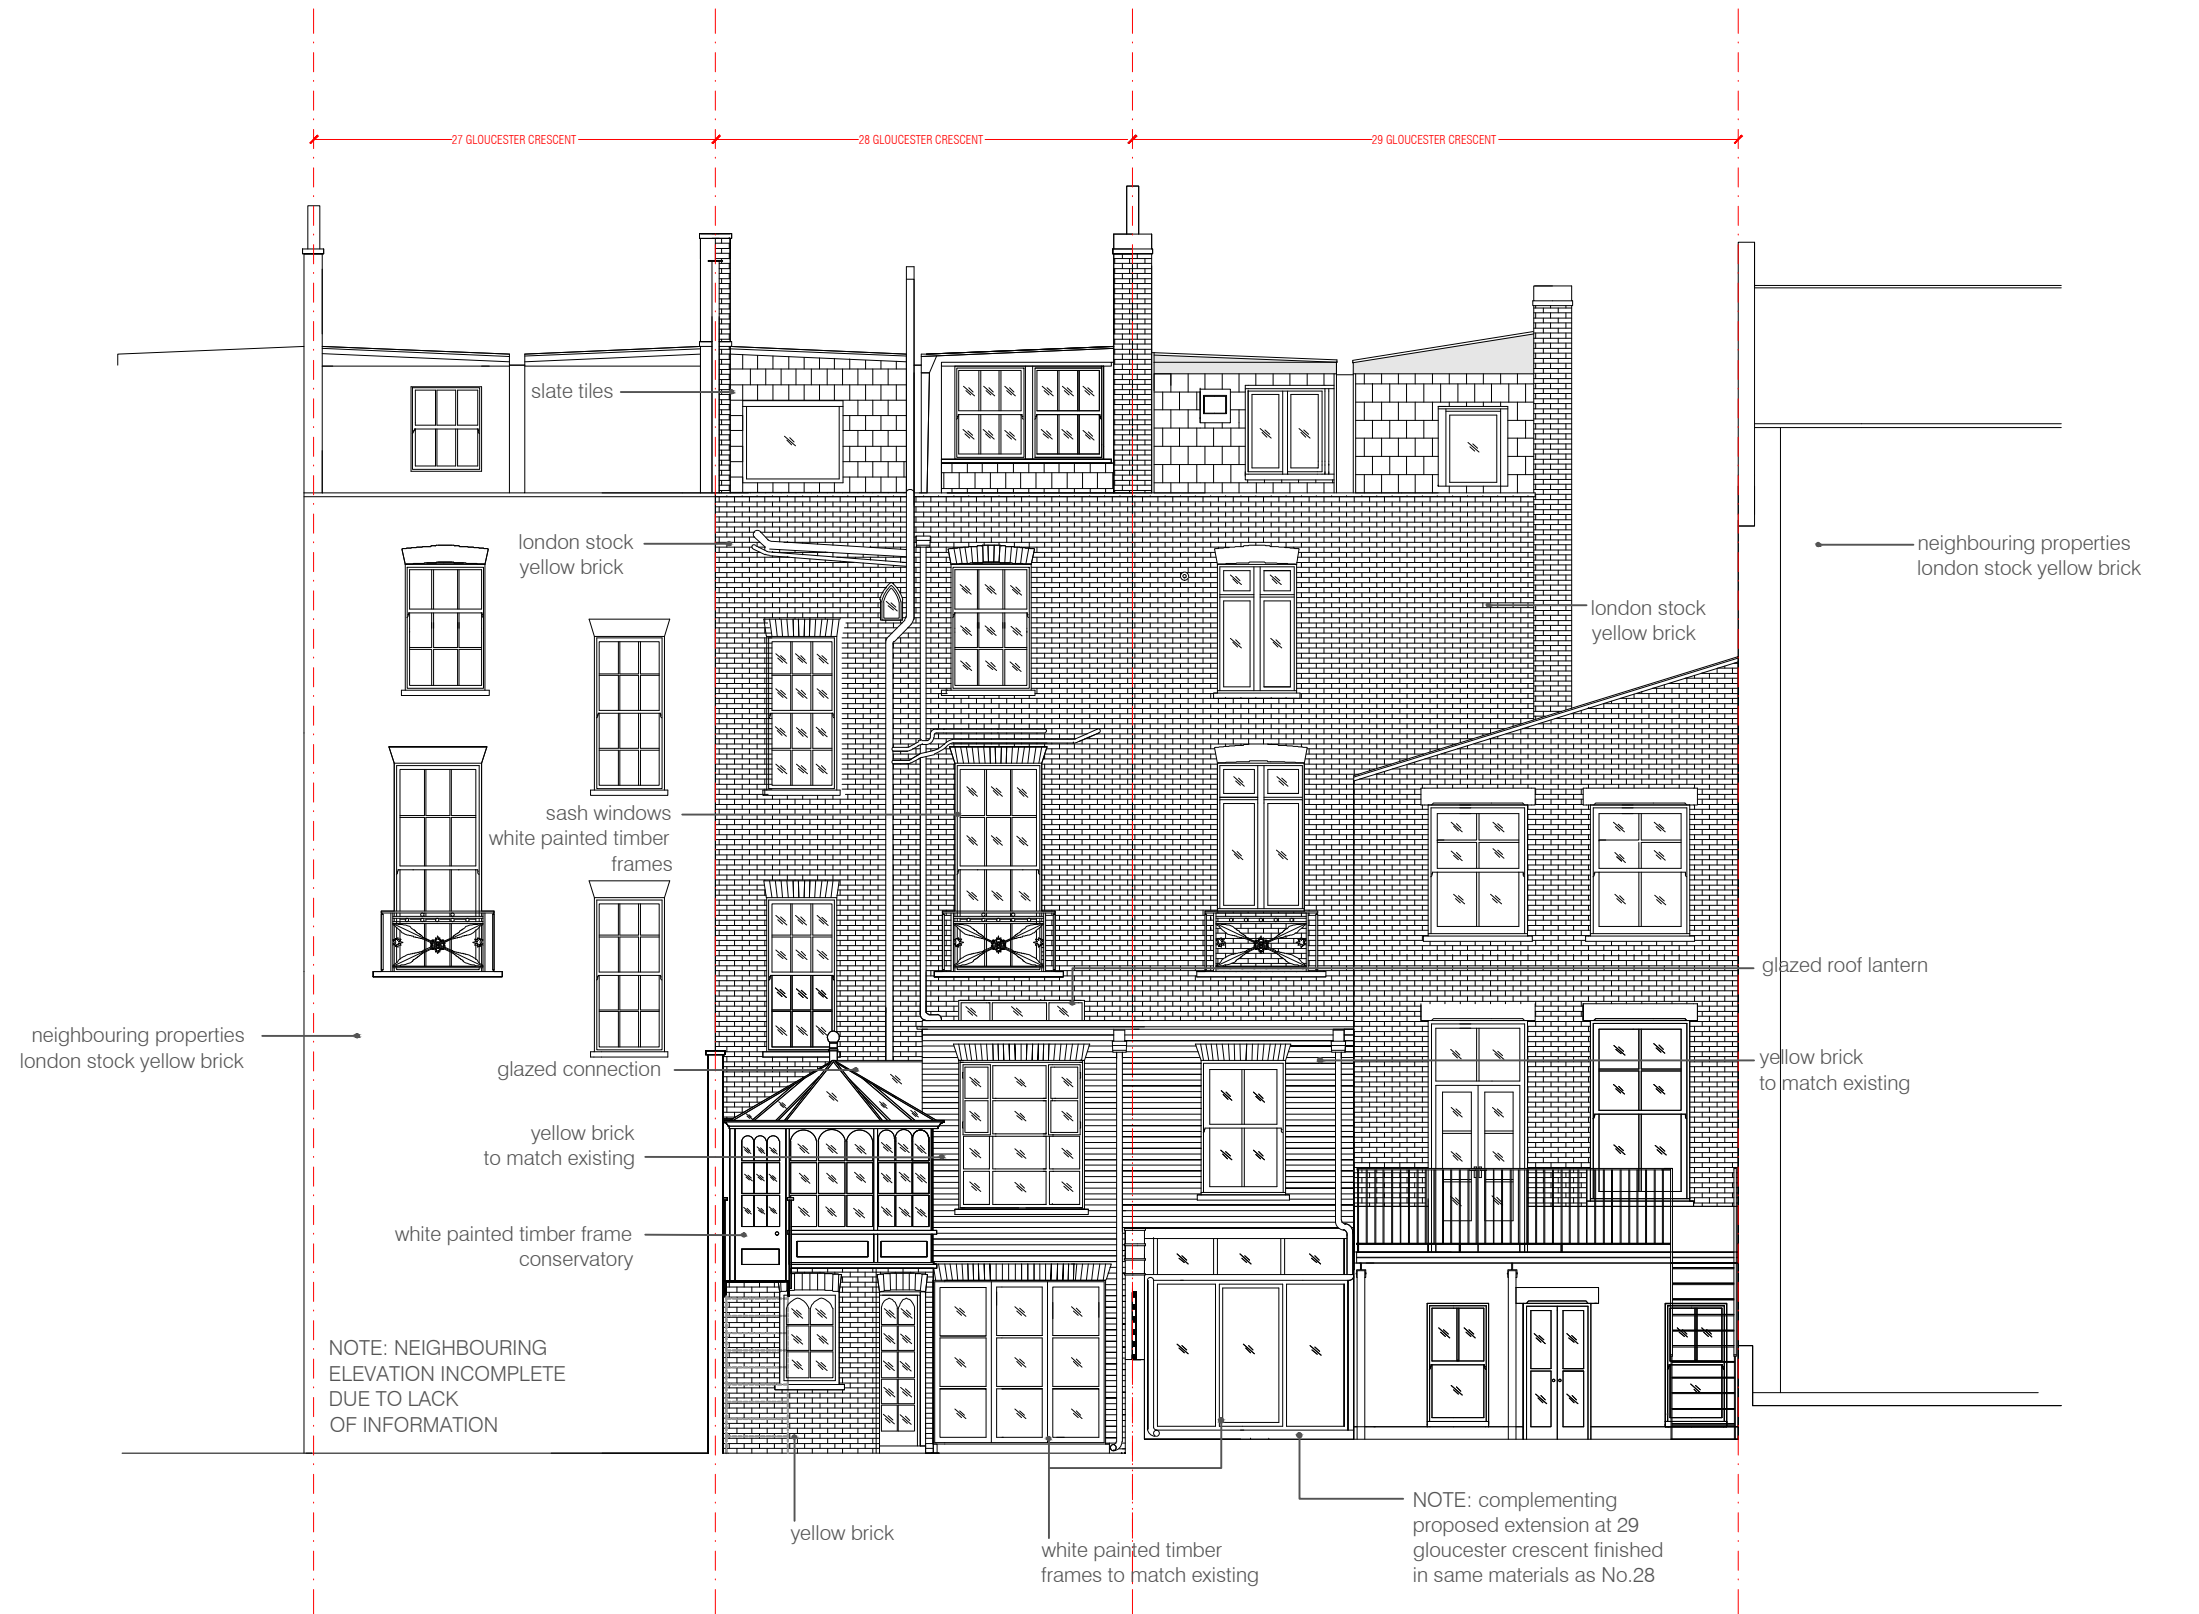 27 GLOUCESTER CRESCENT
28 GLOUCESTER CRESCENT
29 GLOUCESTER CRESCENT
slate tiles
london stock
yellow brick
neighbouring properties
london stock yellow brick
london stock
yellow brick
sash windows
white painted timber
frames
glazed roof lantern
neighbouring properties
london stock yellow brick
glazed connection
yellow brick
to match existing
yellow brick
to match existing
white painted timber frame
conservatory
NOTE: NEIGHBOURING
ELEVATION INCOMPLETE
DUE TO LACK
OF INFORMATION
yellow brick
white painted timber
frames to match existing
NOTE: complementing
proposed extension at 29
gloucester crescent finished
in same materials as No.28